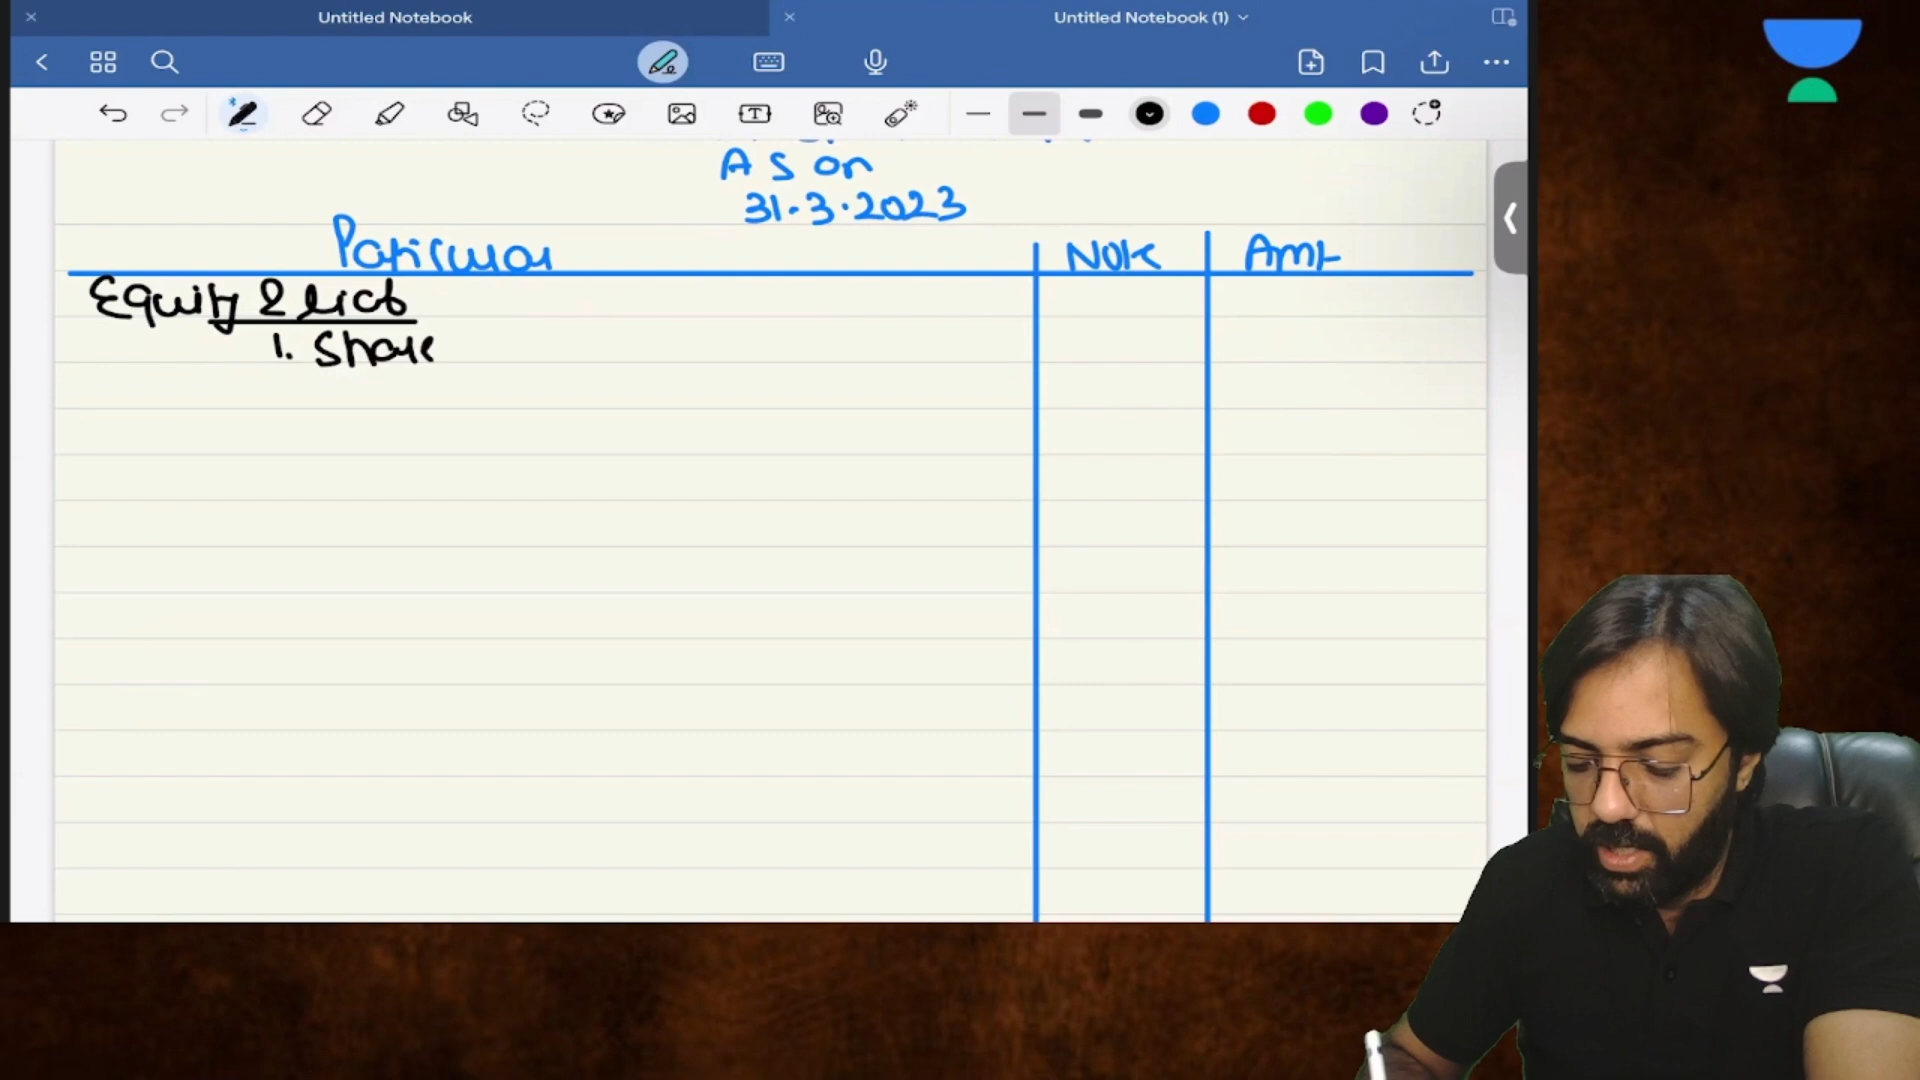 Untitled Notebook
Untitled Notebook (1)
T
A S on
31.3.2023
Particular Note Amt
Equity & Liab
1. Share